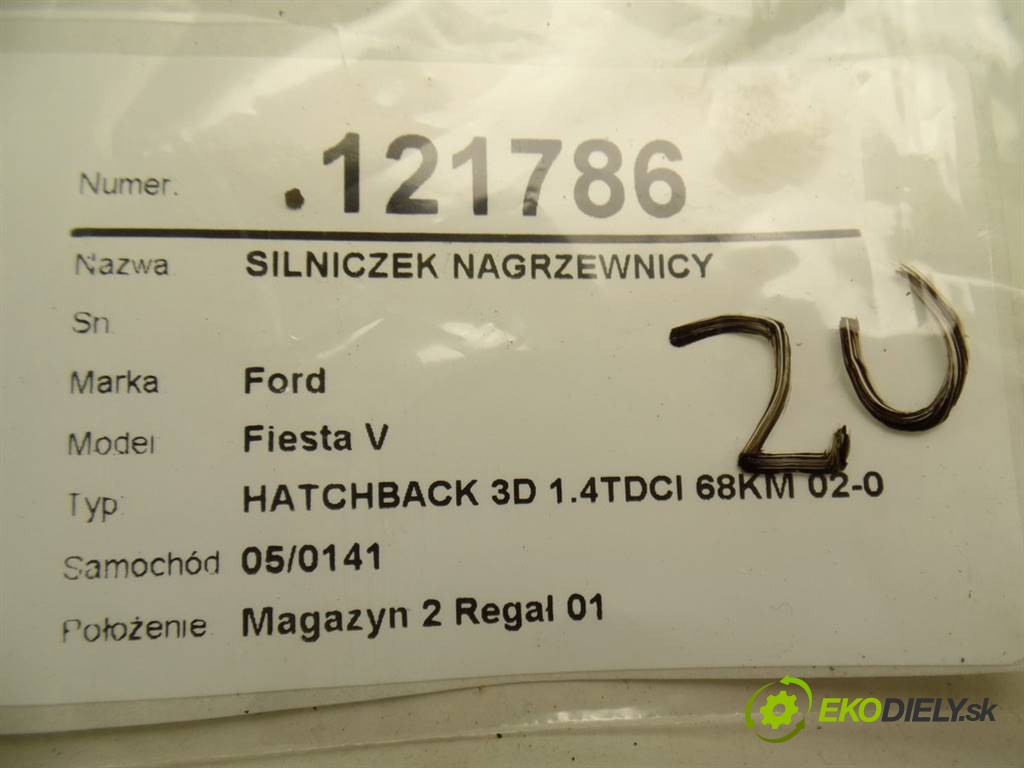 Numer. .121786
Nazwa SILNICZEK NAGRZEWNICY
Sn
Marka Ford
Model Fiesta V
Typ HATCHBACK 3D 1.4TDCI 68KM 02-0
Samochód 05/0141
Położenie Magazyn 2 Regał 01
20
EKODIELY.sk